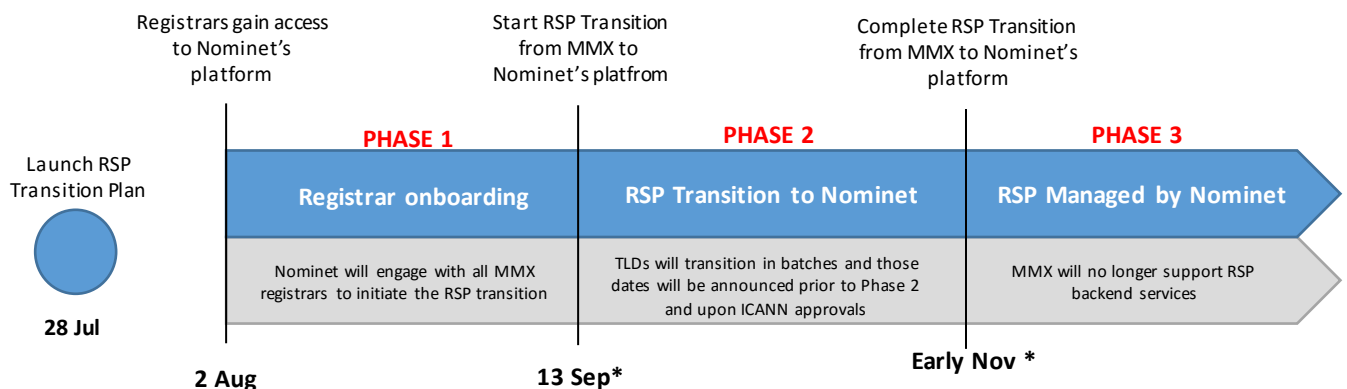 Registrars gain access
to Nominet's
platform
Start RSP Transition
from MMX to
Nominet's platfrom
Complete RSP Transition
from MMX to Nominet's
platform
Launch RSP
Transition Plan
28 Jul
PHASE 1
Registrar onboarding
Nominet will engage with all MMX
registrars to initiate the RSP transition
PHASE 2
RSP Transition to Nominet
TLDs will transition in batches and those
dates will be announced prior to Phase 2
and upon ICANN approvals
PHASE 3
RSP Managed by Nominet
MMX will no longer support RSP
backend services
2 Aug
13 Sep*
Early Nov *